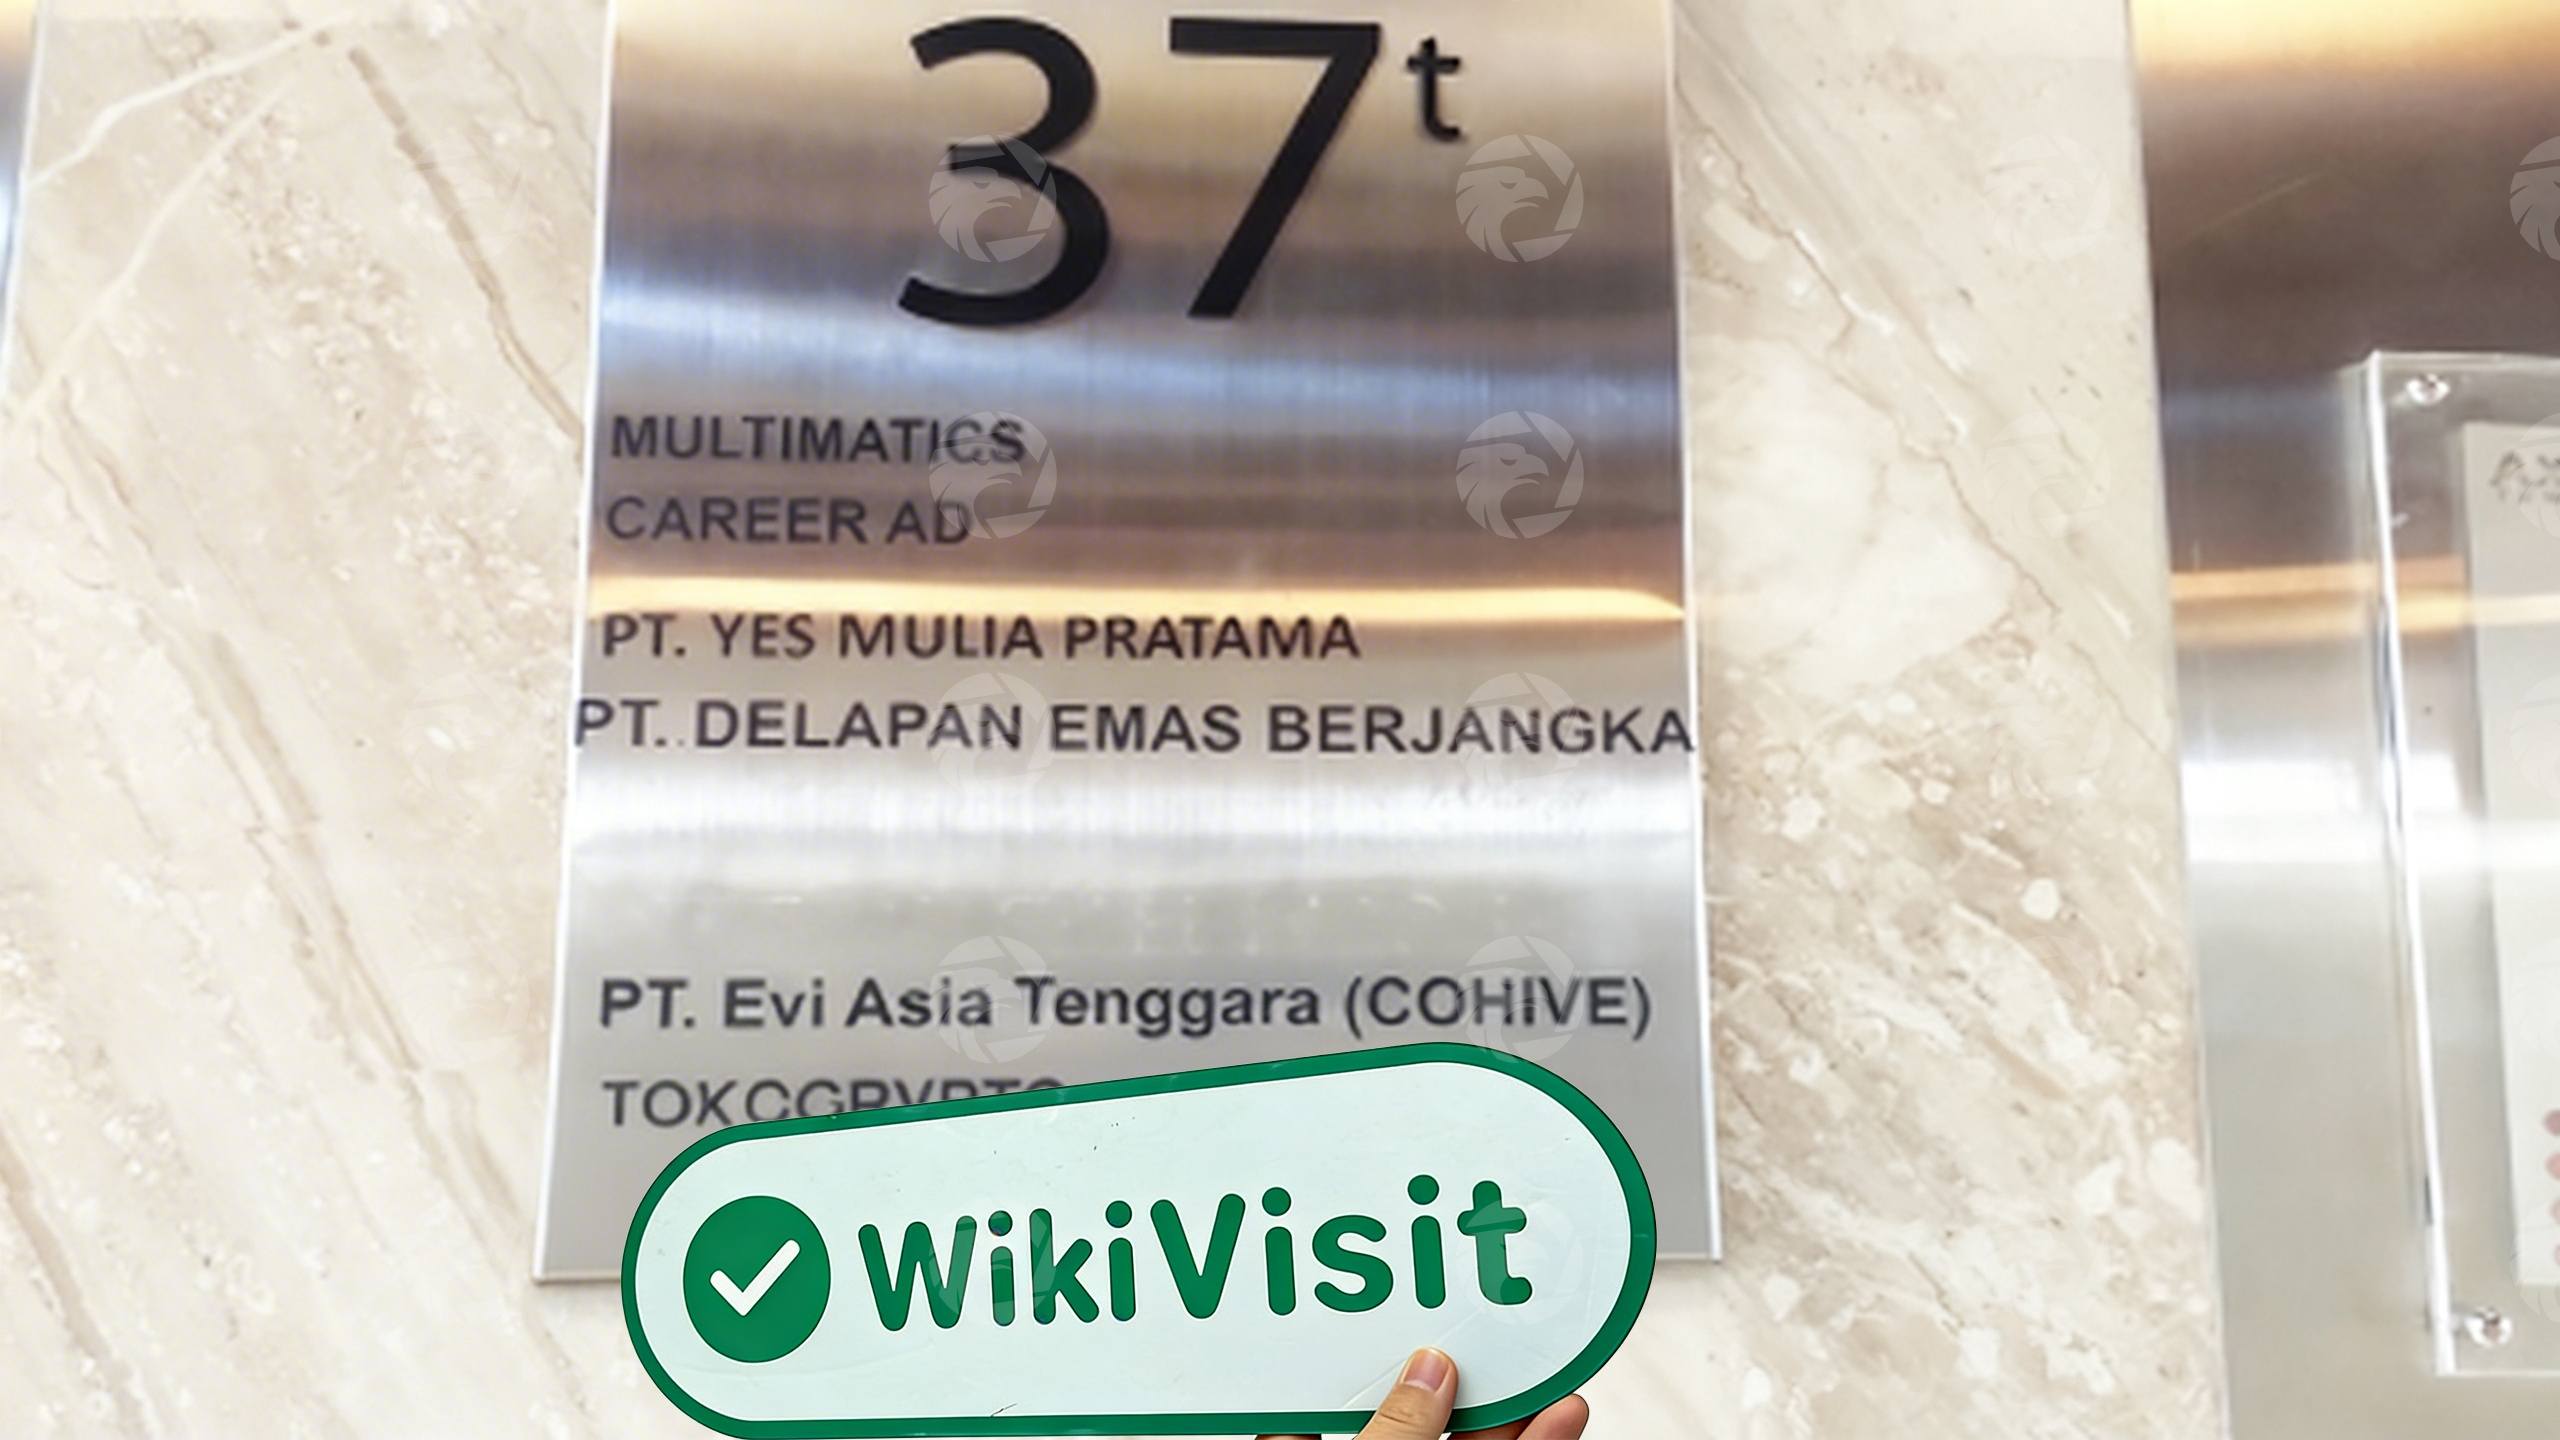 37t
MULTIMATICS
CAREER AD
PT. YES MULIA PRATAMA
PT. DELAPAN EMAS BERJANGKA
PT. Evi Asia Tenggara (COHIVE)
WikiVisit